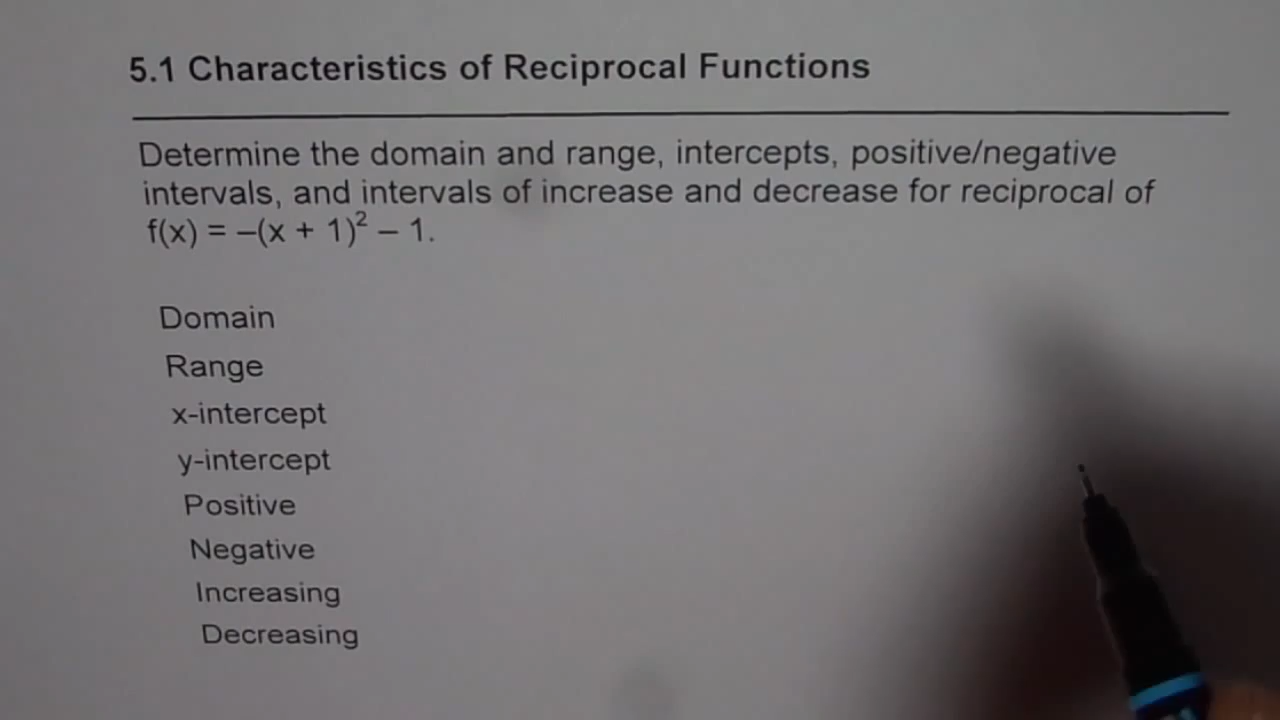 5.1 Characteristics of Reciprocal Functions
Determine the domain and range, intercepts, positive/negative
intervals, and intervals of increase and decrease for reciprocal of
f(x) = –(x + 1)² – 1.
Domain
Range
x-intercept
y-intercept
Positive
Negative
Increasing
Decreasing